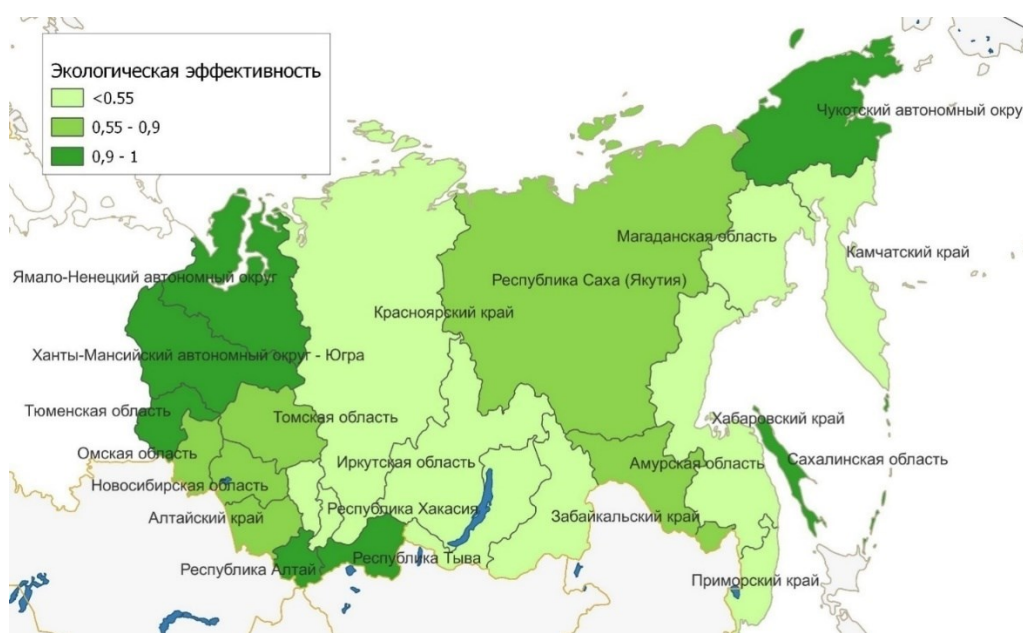 Экологическая эффективность
<0.55
0,55 - 0,9
0,9 - 1
Чукотский автономный окру
Магаданская область
Камчатский край
Ямало-Ненецкий автономный округ
Республика Саха (Якутия)
Красноярский край
Ханты-Мансийский автономный округ - Югра
Тюменская область
Томская область
Хабаровский край
Омская область
Иркутская область
Амурская область
Сахалинская область
Новосибирская область
Республика Хакасия
Алтайский край
Забайкальский край
Республика Тыва
Республика Алтай
Приморский край